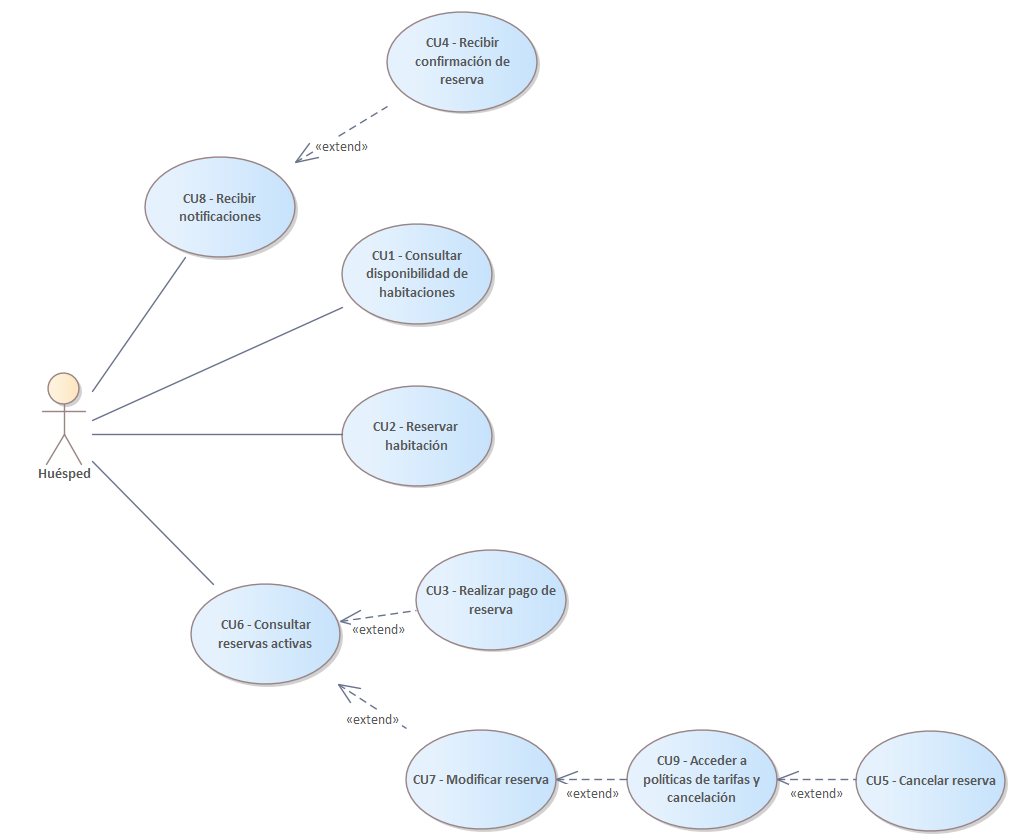 CU4 - Recibir
confirmación de
reserva
«extend»
CU8 - Recibir
notificaciones
CU1 - Consultar
disponibilidad de
habitaciones
CU2 - Reservar
habitación
Huésped
CU3 - Realizar pago de
reserva
CU6 - Consultar
reservas activas
«extend»
«extend»
CU7 - Modificar reserva
«extend»
CU9 - Acceder a
políticas de tarifas y
cancelación
«extend»
CU5 - Cancelar reserva